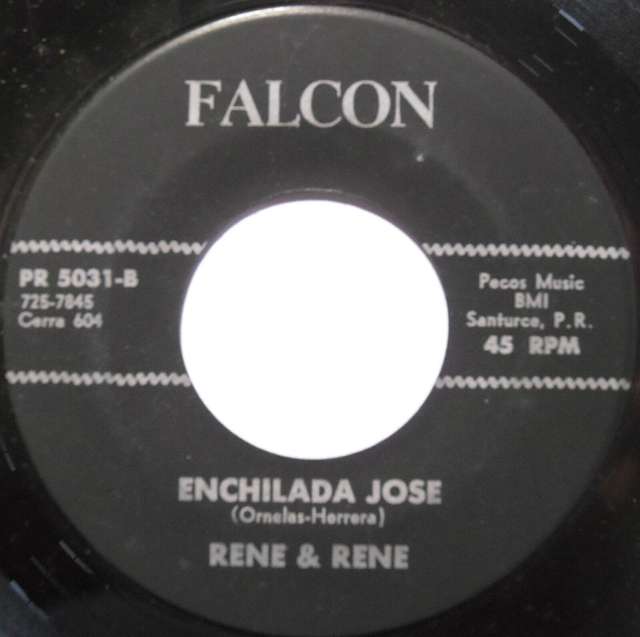 FALCON
PR 5031-B
725-7845
Cerra 604
Pecos Music
BMI
Santurce, P.R.
45 RPM
ENCHILADA JOSE
(Ornelas-Herrera)
RENE & RENE